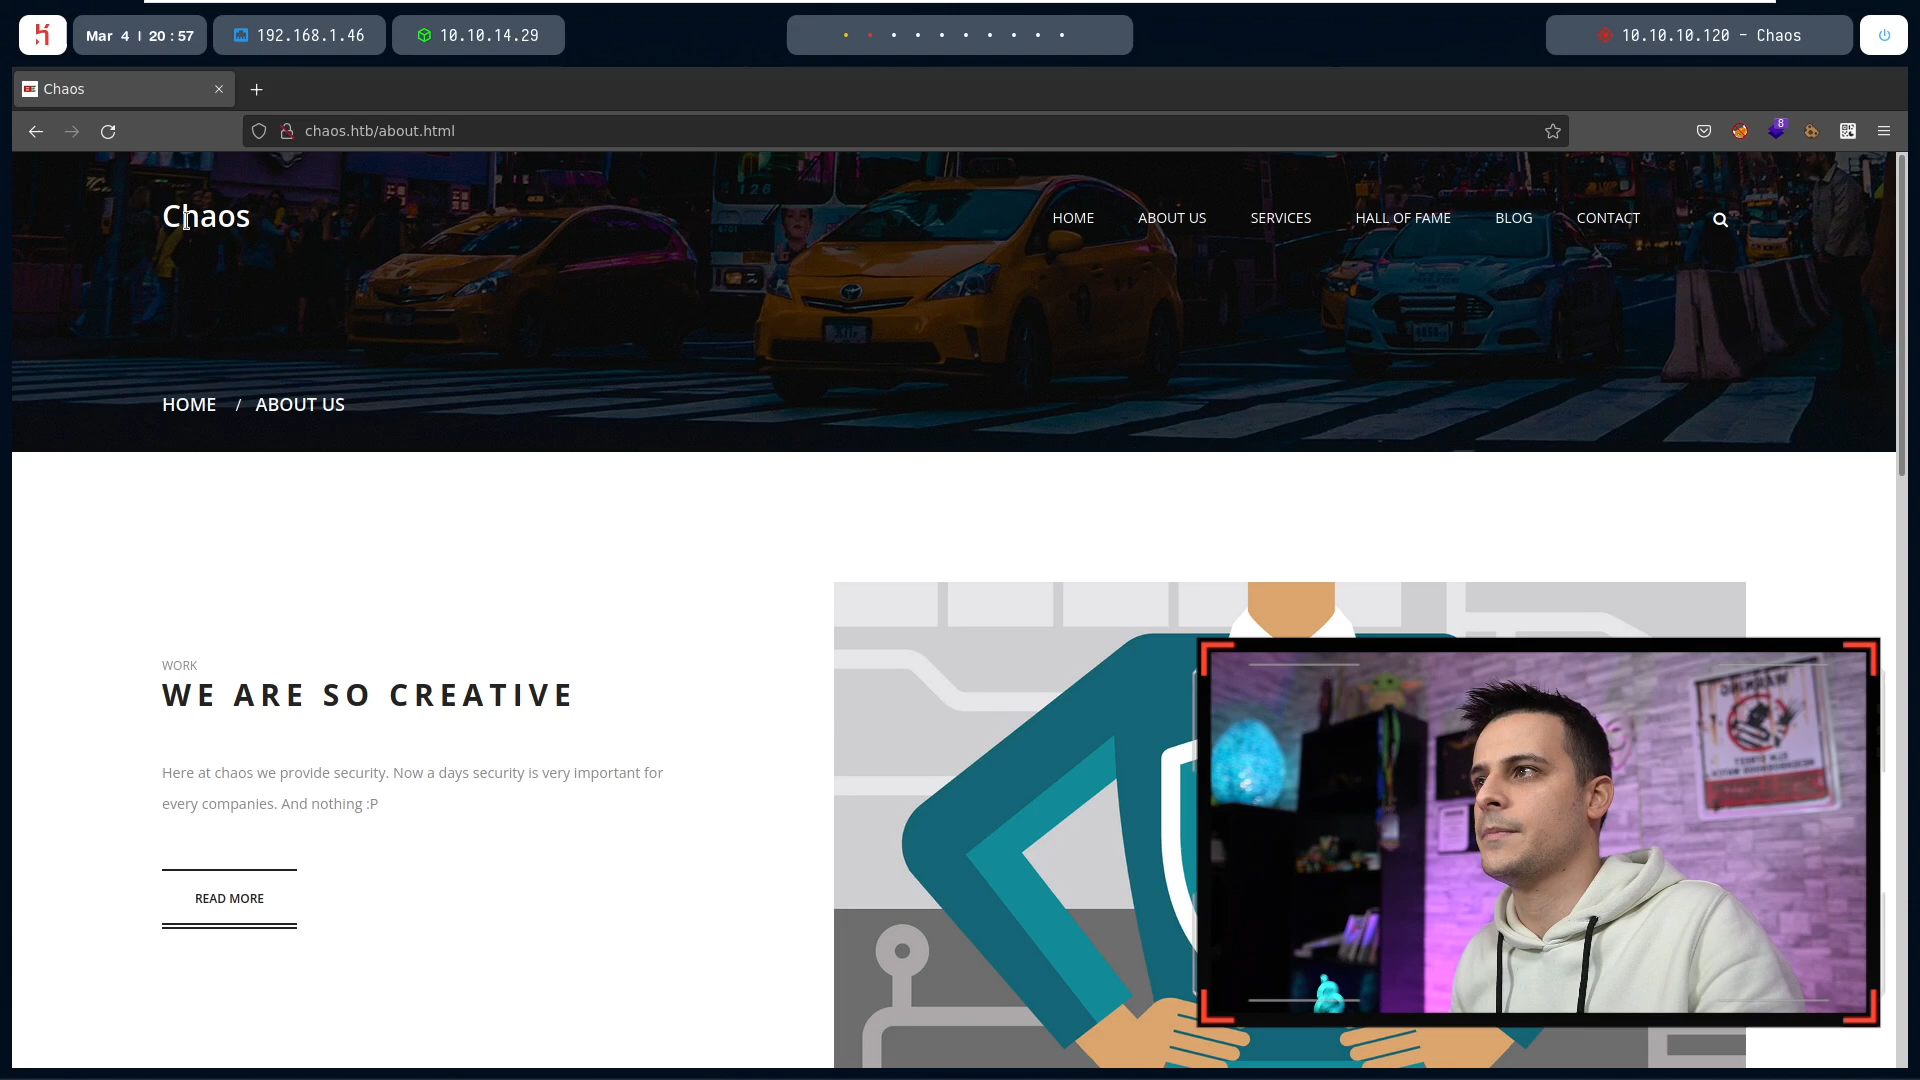 Mar 4 | 20:57
192.168.1.46
10.10.14.29
10.10.10.120 - Chaos
Chaos
chaos.htb/about.html
8
Chaos
HOME
ABOUT US
SERVICES
HALL OF FAME
BLOG
CONTACT
HOME / ABOUT US
WORK
WE ARE SO CREATIVE
Here at chaos we provide security. Now a days security is very important for
every companies. And nothing :P
READ MORE